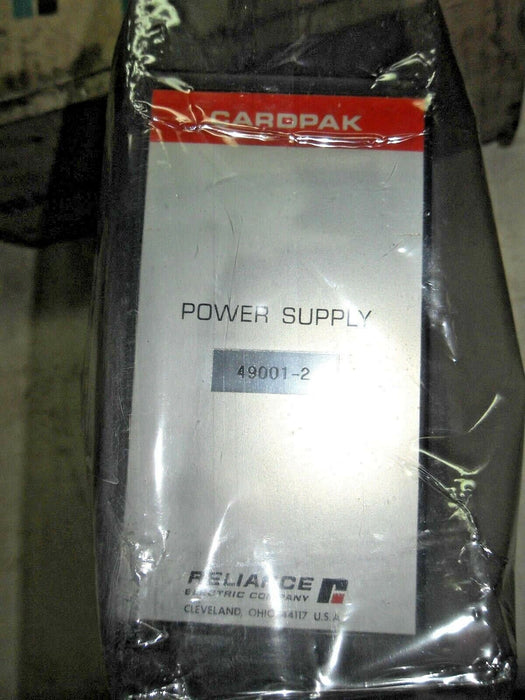 CARDPAK
POWER SUPPLY
49001-2
RELIANCE
ELECTRIC COMPANY
CLEVELAND, OHIO 44117 U.S.A.